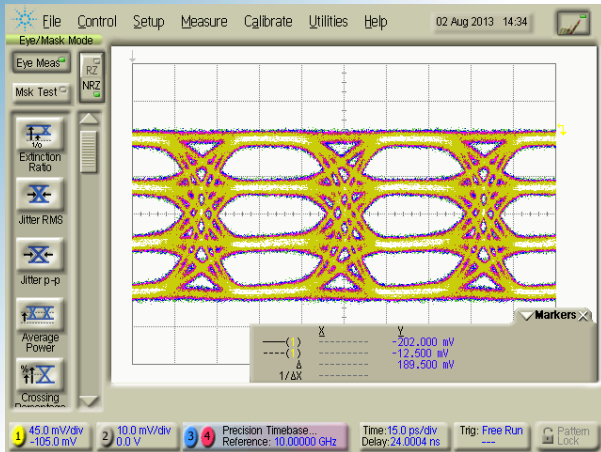 File Control Setup Measure Calibrate Utilities Help 02 Aug 2013 14:34
Eye/Mask Mode
Eye Meas
RZ
NRZ
Msk Test
1/0
Extinction
Ratio
Jitter RMS
Jitter p-p
Average
Power
%
Crossing
Markers
X Y
----(1) --------- -202.000 mV
----(1) --------- -12.500 mV
Δ --------- 189.500 mV
1/ΔX ---------
1 45.0 mV/div
-105.0 mV
2 10.0 mV/div
0.0 V
3 4 Precision Timebase...
Reference: 10.00000 GHz
Time:15.0 ps/div
Delay:24.0004 ns
Trig: Free Run
---
Pattern
Lock